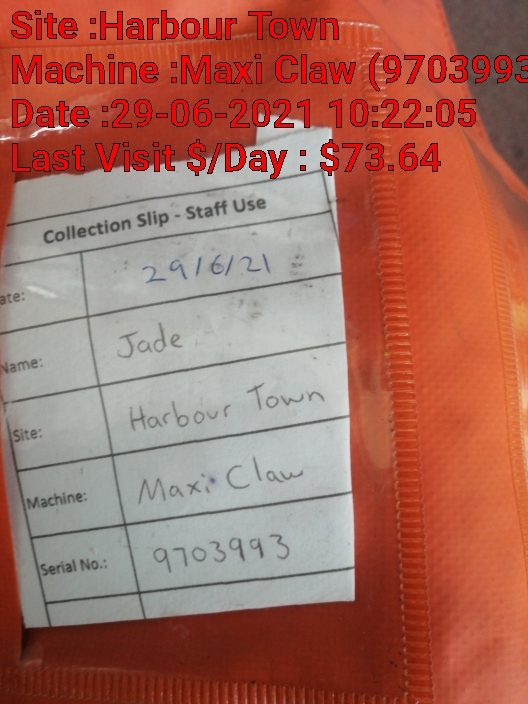 Site :Harbour Town
Machine :Maxi Claw (9703993
Date :29-06-2021 10:22:05
Last Visit $/Day : $73.64
Collection Slip - Staff Use
ate: 29/6/21
Name: Jade
Site: Harbour Town
Machine: Maxi Claw
Serial No.: 9703993